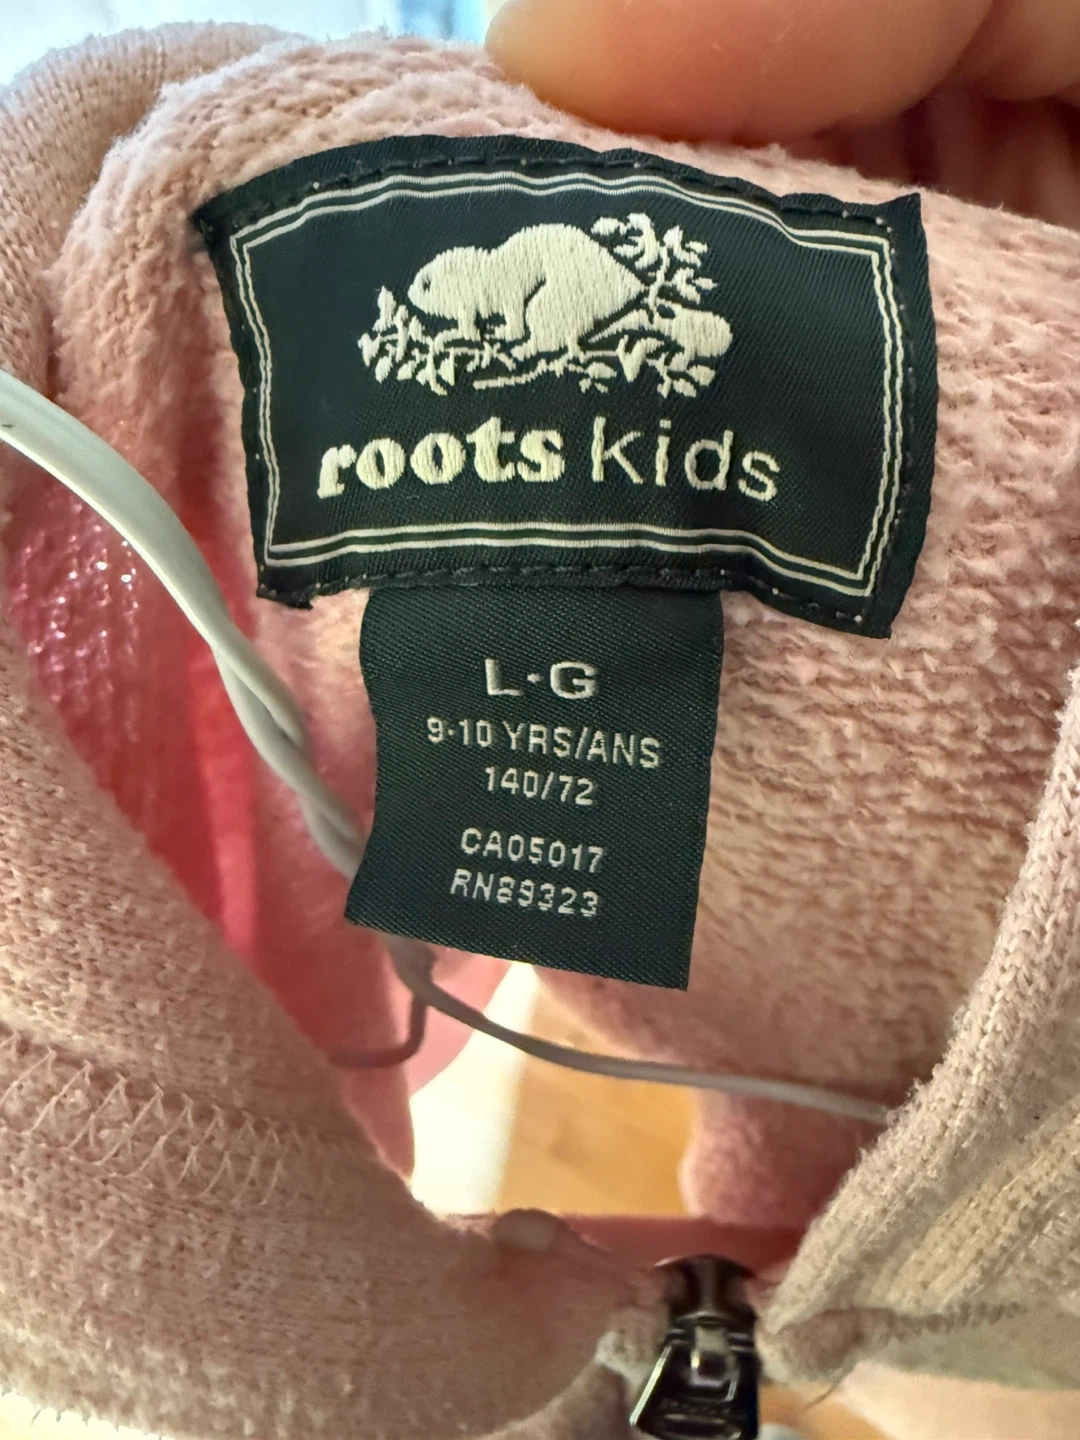 roots kids
L-G
9-10 YRS/ANS
140/72
CA05017
RN89323